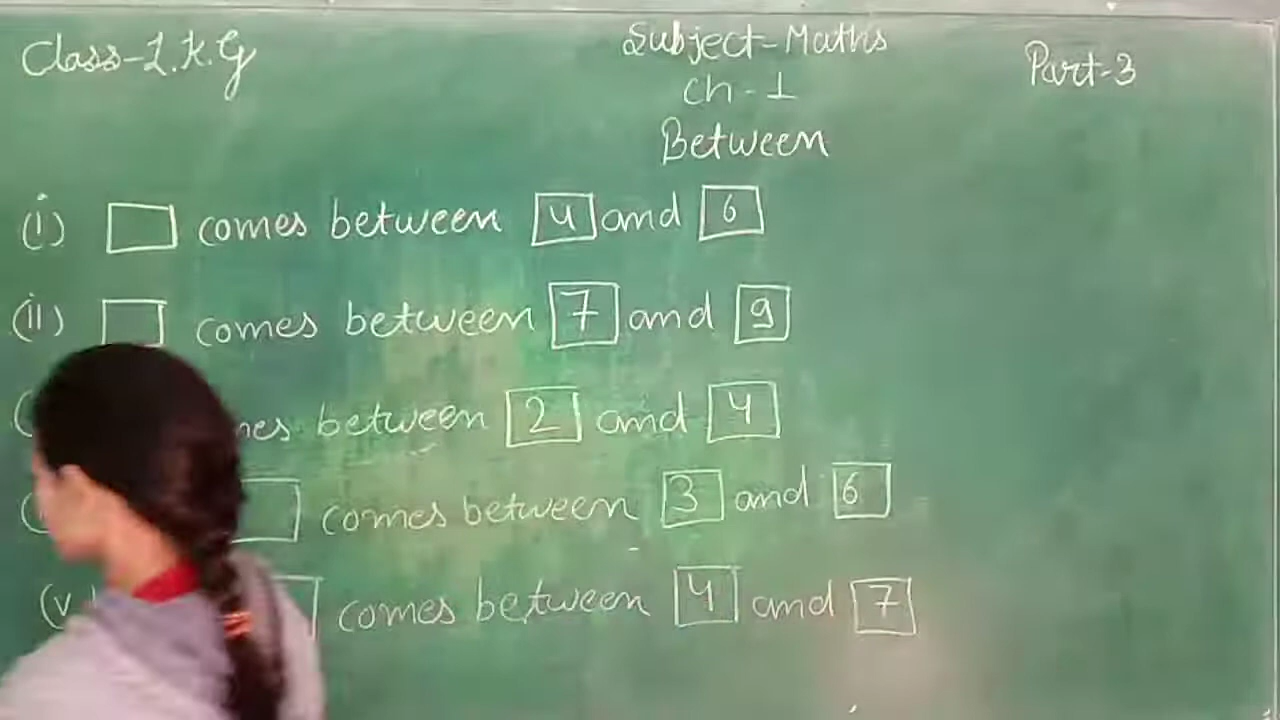 Class-L.K.G
Subject-Maths
Part-3
Ch-1
Between
(i) comes between 4 and 6
(ii) comes between 7 and 9
between 2 and 4
comes between 3 and 6
(v comes between 4 and 7